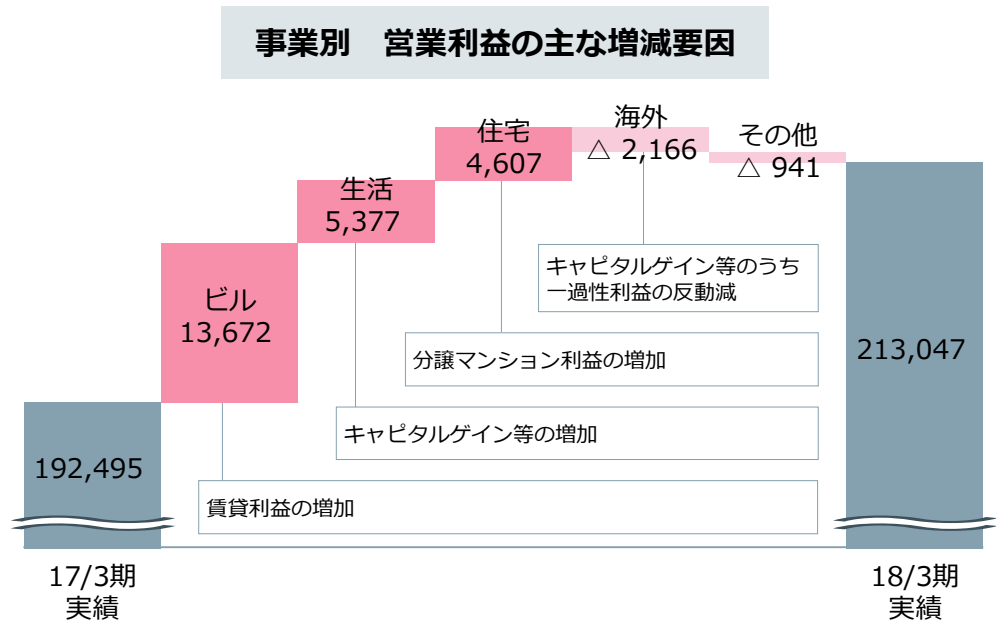 事業別　営業利益の主な増減要因
住宅
4,607
海外
△ 2,166
その他
△ 941
生活
5,377
ビル
13,672
キャピタルゲイン等のうち
一過性利益の反動減
分譲マンション利益の増加
キャピタルゲイン等の増加
賃貸利益の増加
192,495
213,047
17/3期
実績
18/3期
実績